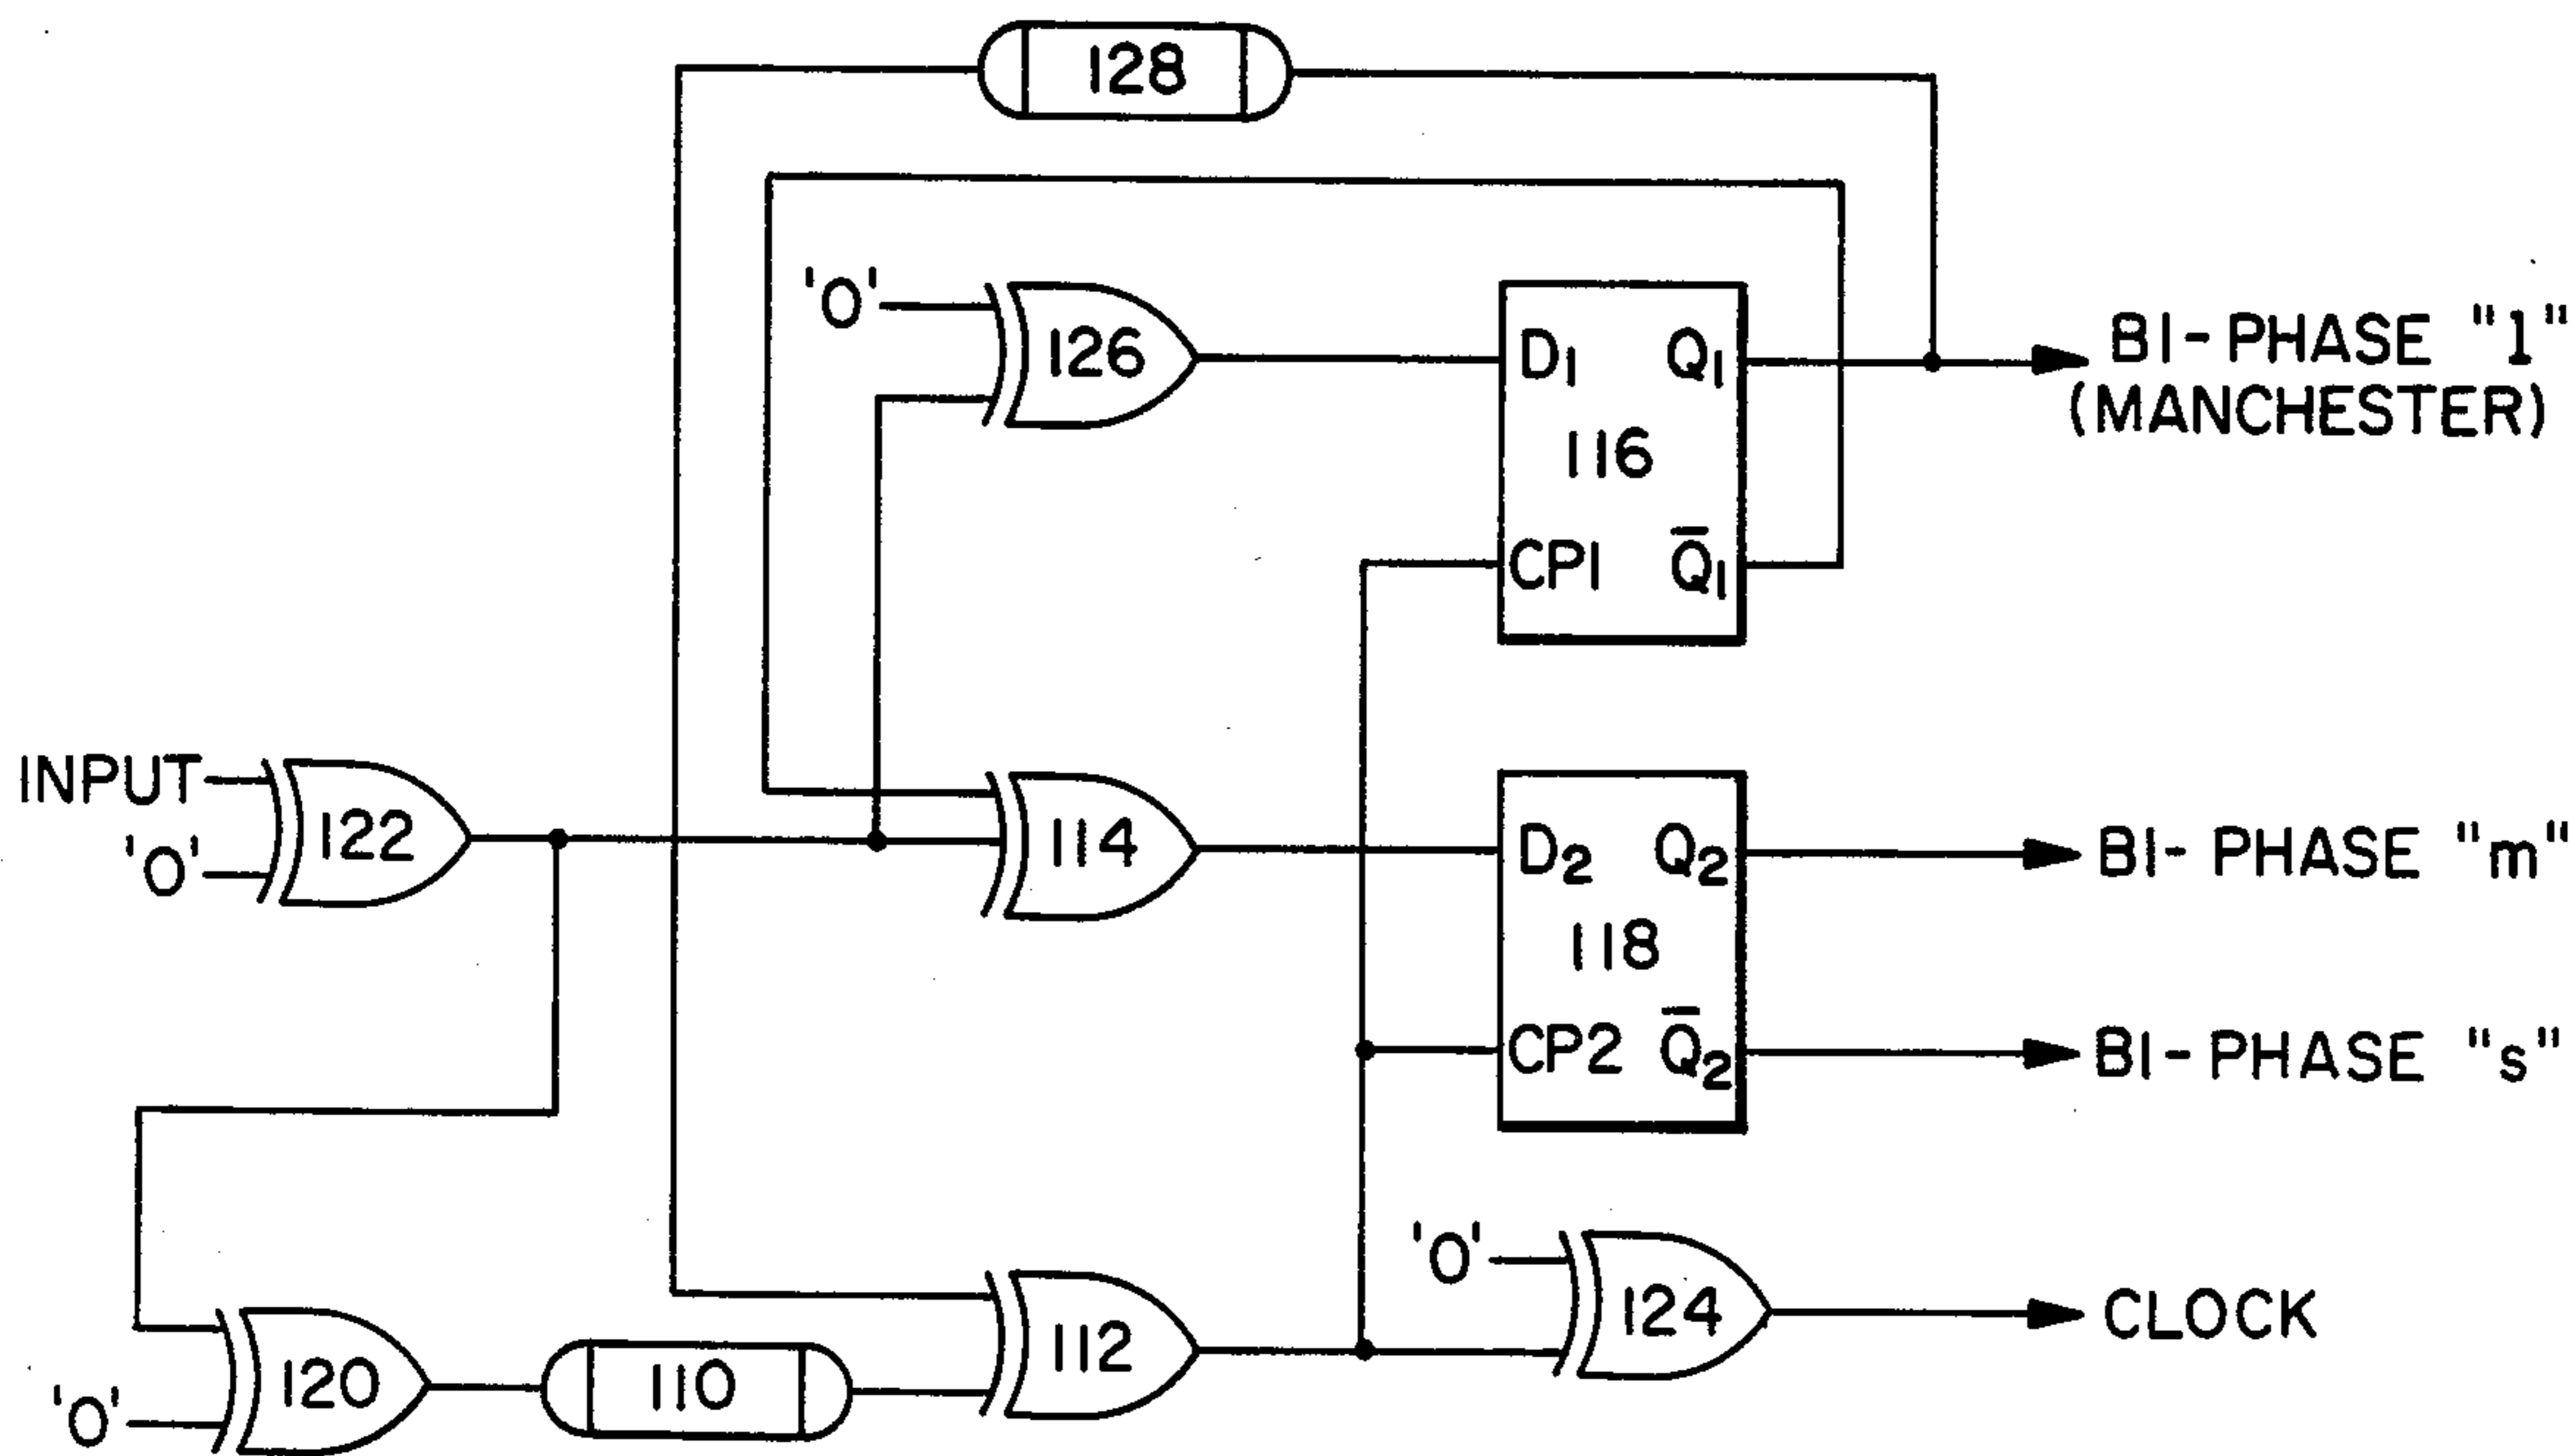 128
'0'
126
D1 Q1
116
CP1 Q̅1
BI-PHASE "l"
(MANCHESTER)
INPUT
'0'
122
114
D2 Q2
118
CP2 Q̅2
BI-PHASE "m"
BI-PHASE "s"
'0'
120
110
112
'0'
124
CLOCK